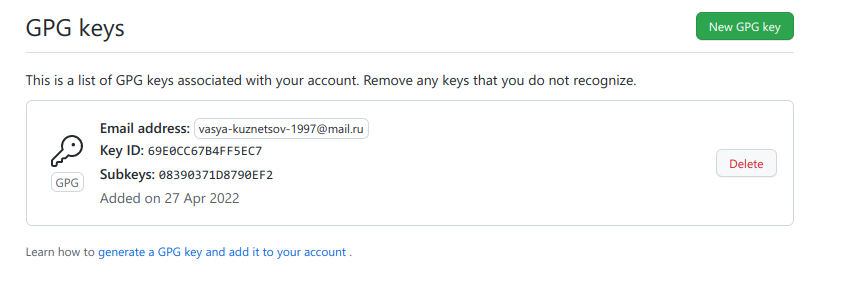 GPG keys
New GPG key
This is a list of GPG keys associated with your account. Remove any keys that you do not recognize.
Email address: vasya-kuznetsov-1997@mail.ru
Key ID: 69E0CC67B4FF5EC7
Subkeys: 08390371D8790EF2
Added on 27 Apr 2022
GPG
Delete
Learn how to generate a GPG key and add it to your account .